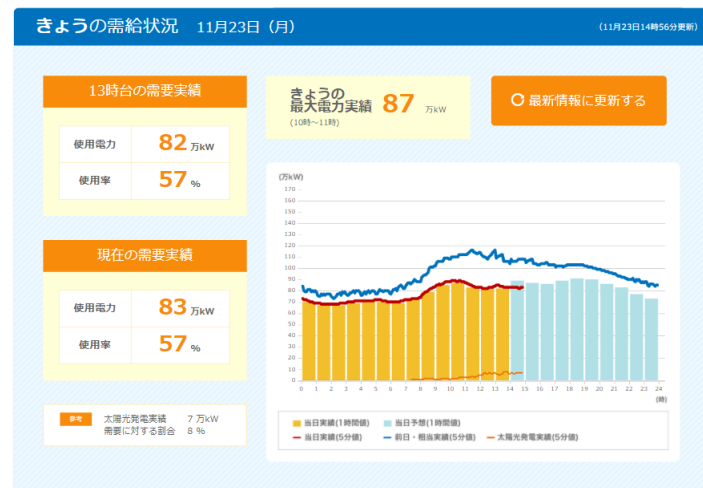 きょうの需給状況 11月23日（月）
（11月23日14時56分更新）
13時台の需要実績
使用電力 82 万kW
使用率 57 %
きょうの
最大電力実績 87 万kW
(10時～11時)
最新情報に更新する
現在の需要実績
使用電力 83 万kW
使用率 57 %
参考 太陽光発電実績 7 万kW
需要に対する割合 8 %
(万kW)
170
160
150
140
130
120
110
100
90
80
70
60
50
40
30
20
10
0
0 1 2 3 4 5 6 7 8 9 10 11 12 13 14 15 16 17 18 19 20 21 22 23 24
(時)
当日実績(1時間値) 当日予想(1時間値)
当日実績(5分値) 前日・相当実績(5分値) 太陽光発電実績(5分値)